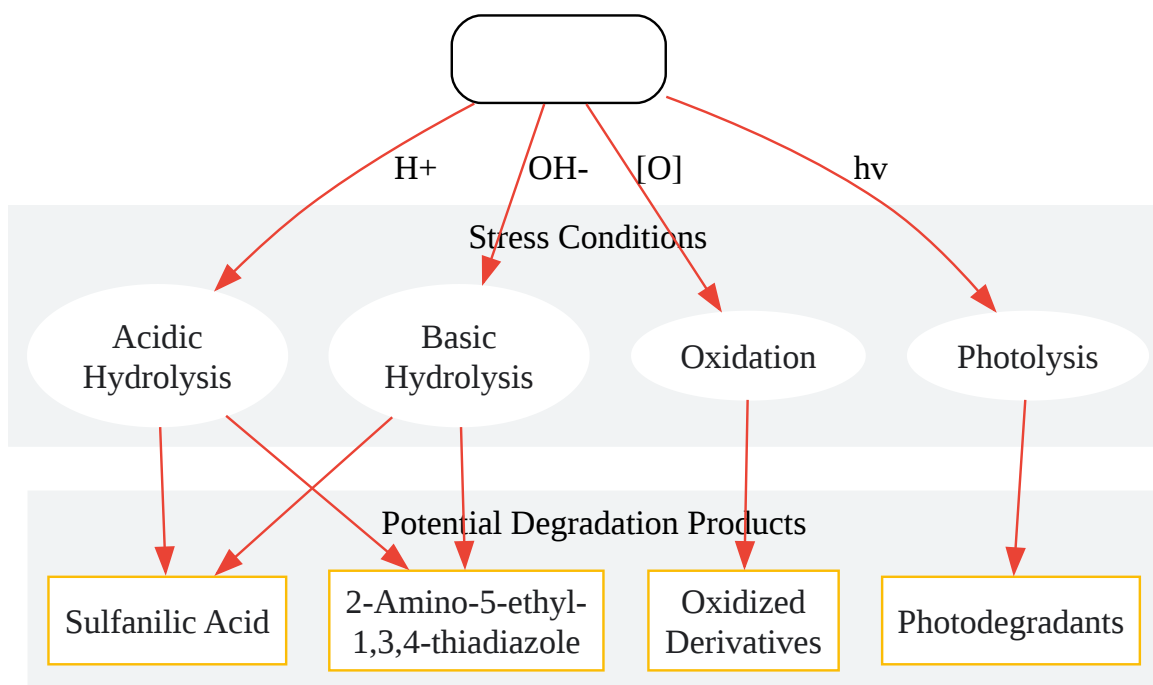 H+
OH-
[O]
hv
Stress Conditions
Acidic
Hydrolysis
Basic
Hydrolysis
Oxidation
Photolysis
Potential Degradation Products
Sulfanilic Acid
2-Amino-5-ethyl-
1,3,4-thiadiazole
Oxidized
Derivatives
Photodegradants